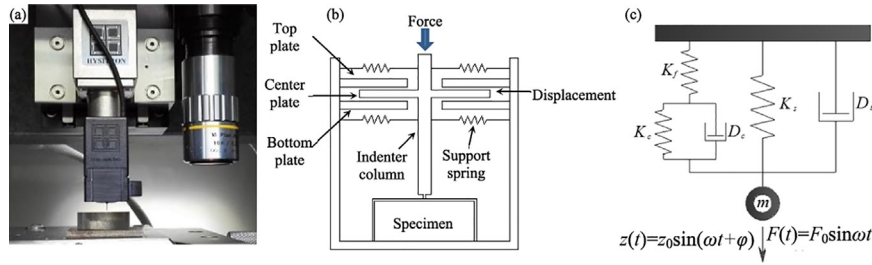 (a)
HYSITRON
(b)
Force
Top
plate
Center
plate
Bottom
plate
Displacement
Indenter
column
Support
spring
Specimen
(c)
K_f
K_c
D_c
K_s
D_i
m
z(t)=z₀sin(ωt+φ)
F(t)=F₀sinωt